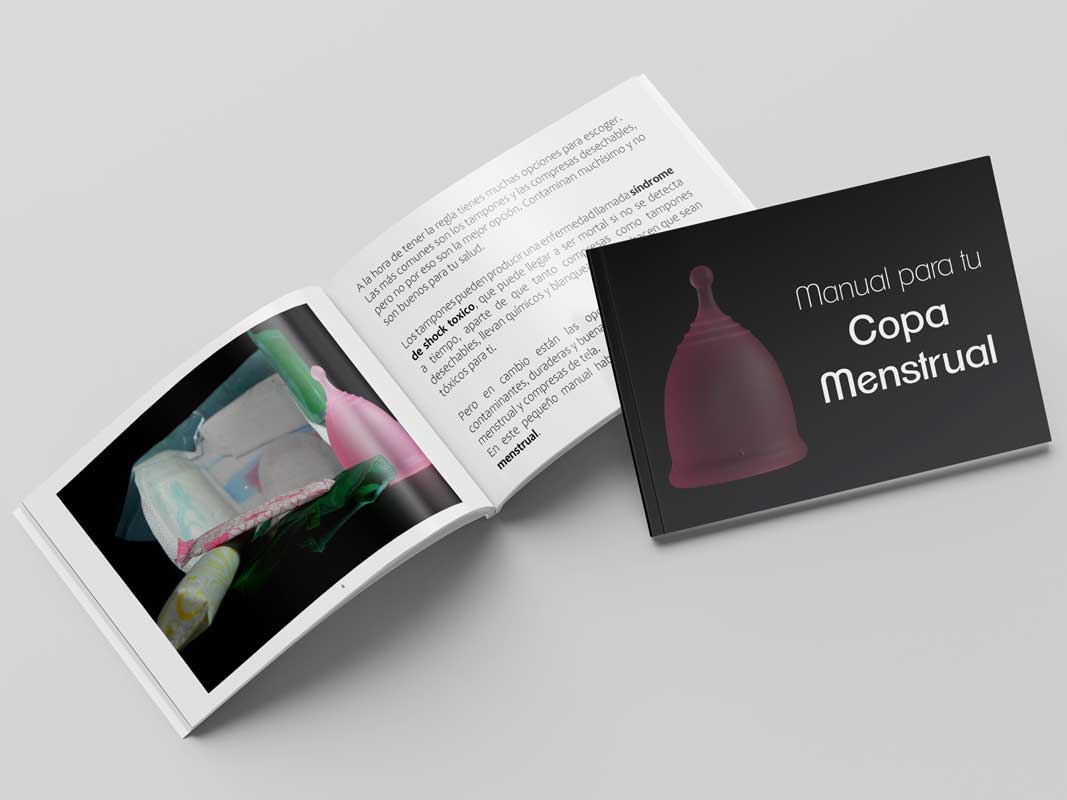 A la hora de tener la regla tienes muchas opciones para escoger.
Las más comunes son los tampones y las compresas desechables,
pero no por eso son la mejor opción. Contaminan muchísimo y no
son buenos para tu salud.
Los tampones pueden producir una enfermedad llamada síndrome
de shock toxico, que puede llegar a ser mortal si no se detecta
a tiempo, aparte de que tanto compresas como tampones
desechables, llevan químicos y hacen que sean
tóxicos para ti.
Pero en cambio están las
contaminantes, duraderas y
menstrual y compresas de tela.
En este pequeño manual
menstrual.
Manual para tu
Copa
Menstrual